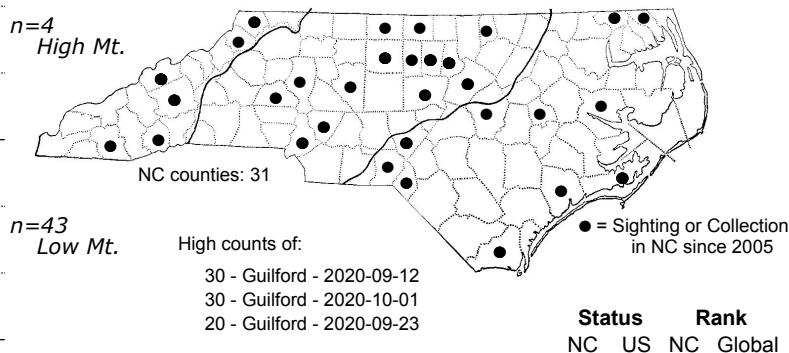 n=4
High Mt.
NC counties: 31
n=43
Low Mt.
High counts of:
30 - Guilford - 2020-09-12
30 - Guilford - 2020-10-01
20 - Guilford - 2020-09-23
● = Sighting or Collection
in NC since 2005
Status Rank
NC US NC Global